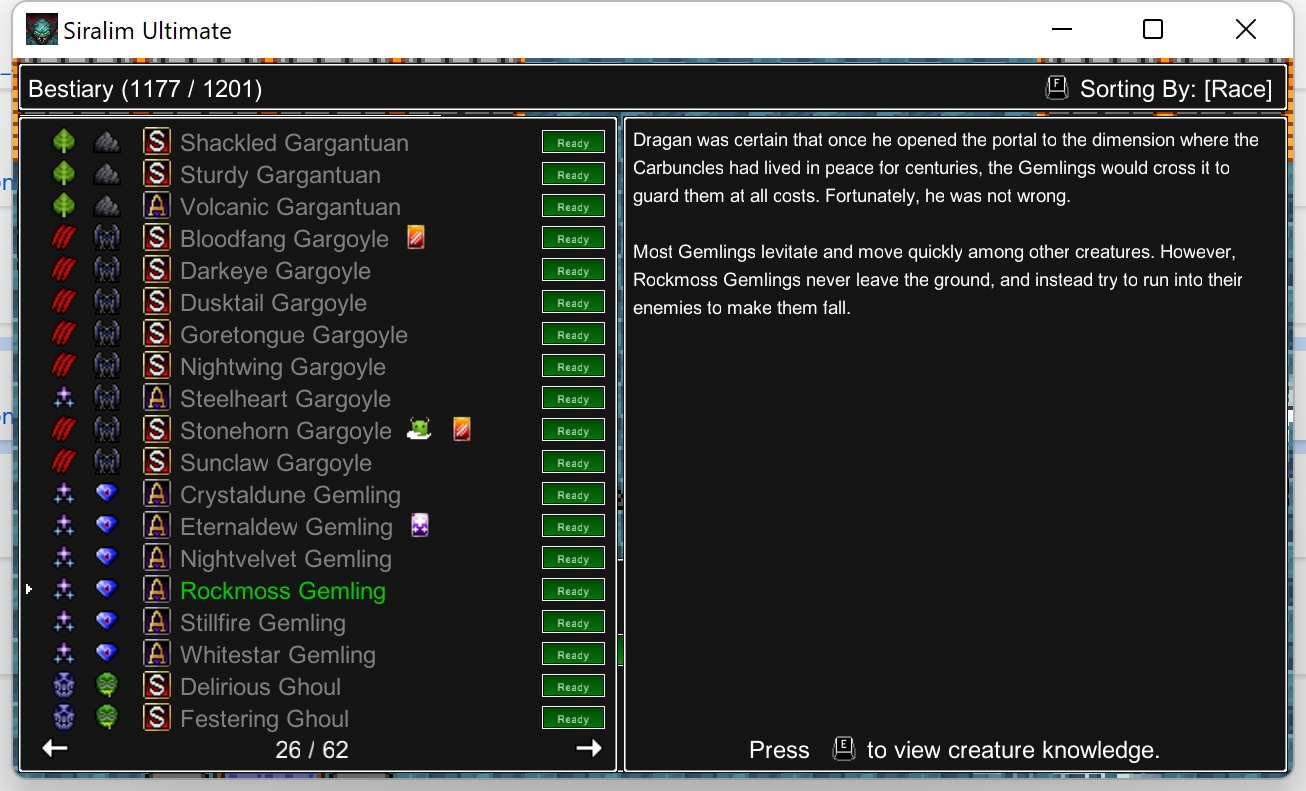 Siralim Ultimate
Bestiary (1177 / 1201)
F Sorting By: [Race]
S Shackled Gargantuan Ready
S Sturdy Gargantuan Ready
A Volcanic Gargantuan Ready
S Bloodfang Gargoyle Ready
S Darkeye Gargoyle Ready
S Dusktail Gargoyle Ready
S Goretongue Gargoyle Ready
S Nightwing Gargoyle Ready
A Steelheart Gargoyle Ready
S Stonehorn Gargoyle Ready
S Sunclaw Gargoyle Ready
A Crystaldune Gemling Ready
A Eternaldew Gemling Ready
A Nightvelvet Gemling Ready
A Rockmoss Gemling Ready
A Stillfire Gemling Ready
A Whitestar Gemling Ready
S Delirious Ghoul Ready
S Festering Ghoul Ready
26 / 62
Dragan was certain that once he opened the portal to the dimension where the
Carbuncles had lived in peace for centuries, the Gemlings would cross it to
guard them at all costs. Fortunately, he was not wrong.
Most Gemlings levitate and move quickly among other creatures. However,
Rockmoss Gemlings never leave the ground, and instead try to run into their
enemies to make them fall.
Press E to view creature knowledge.